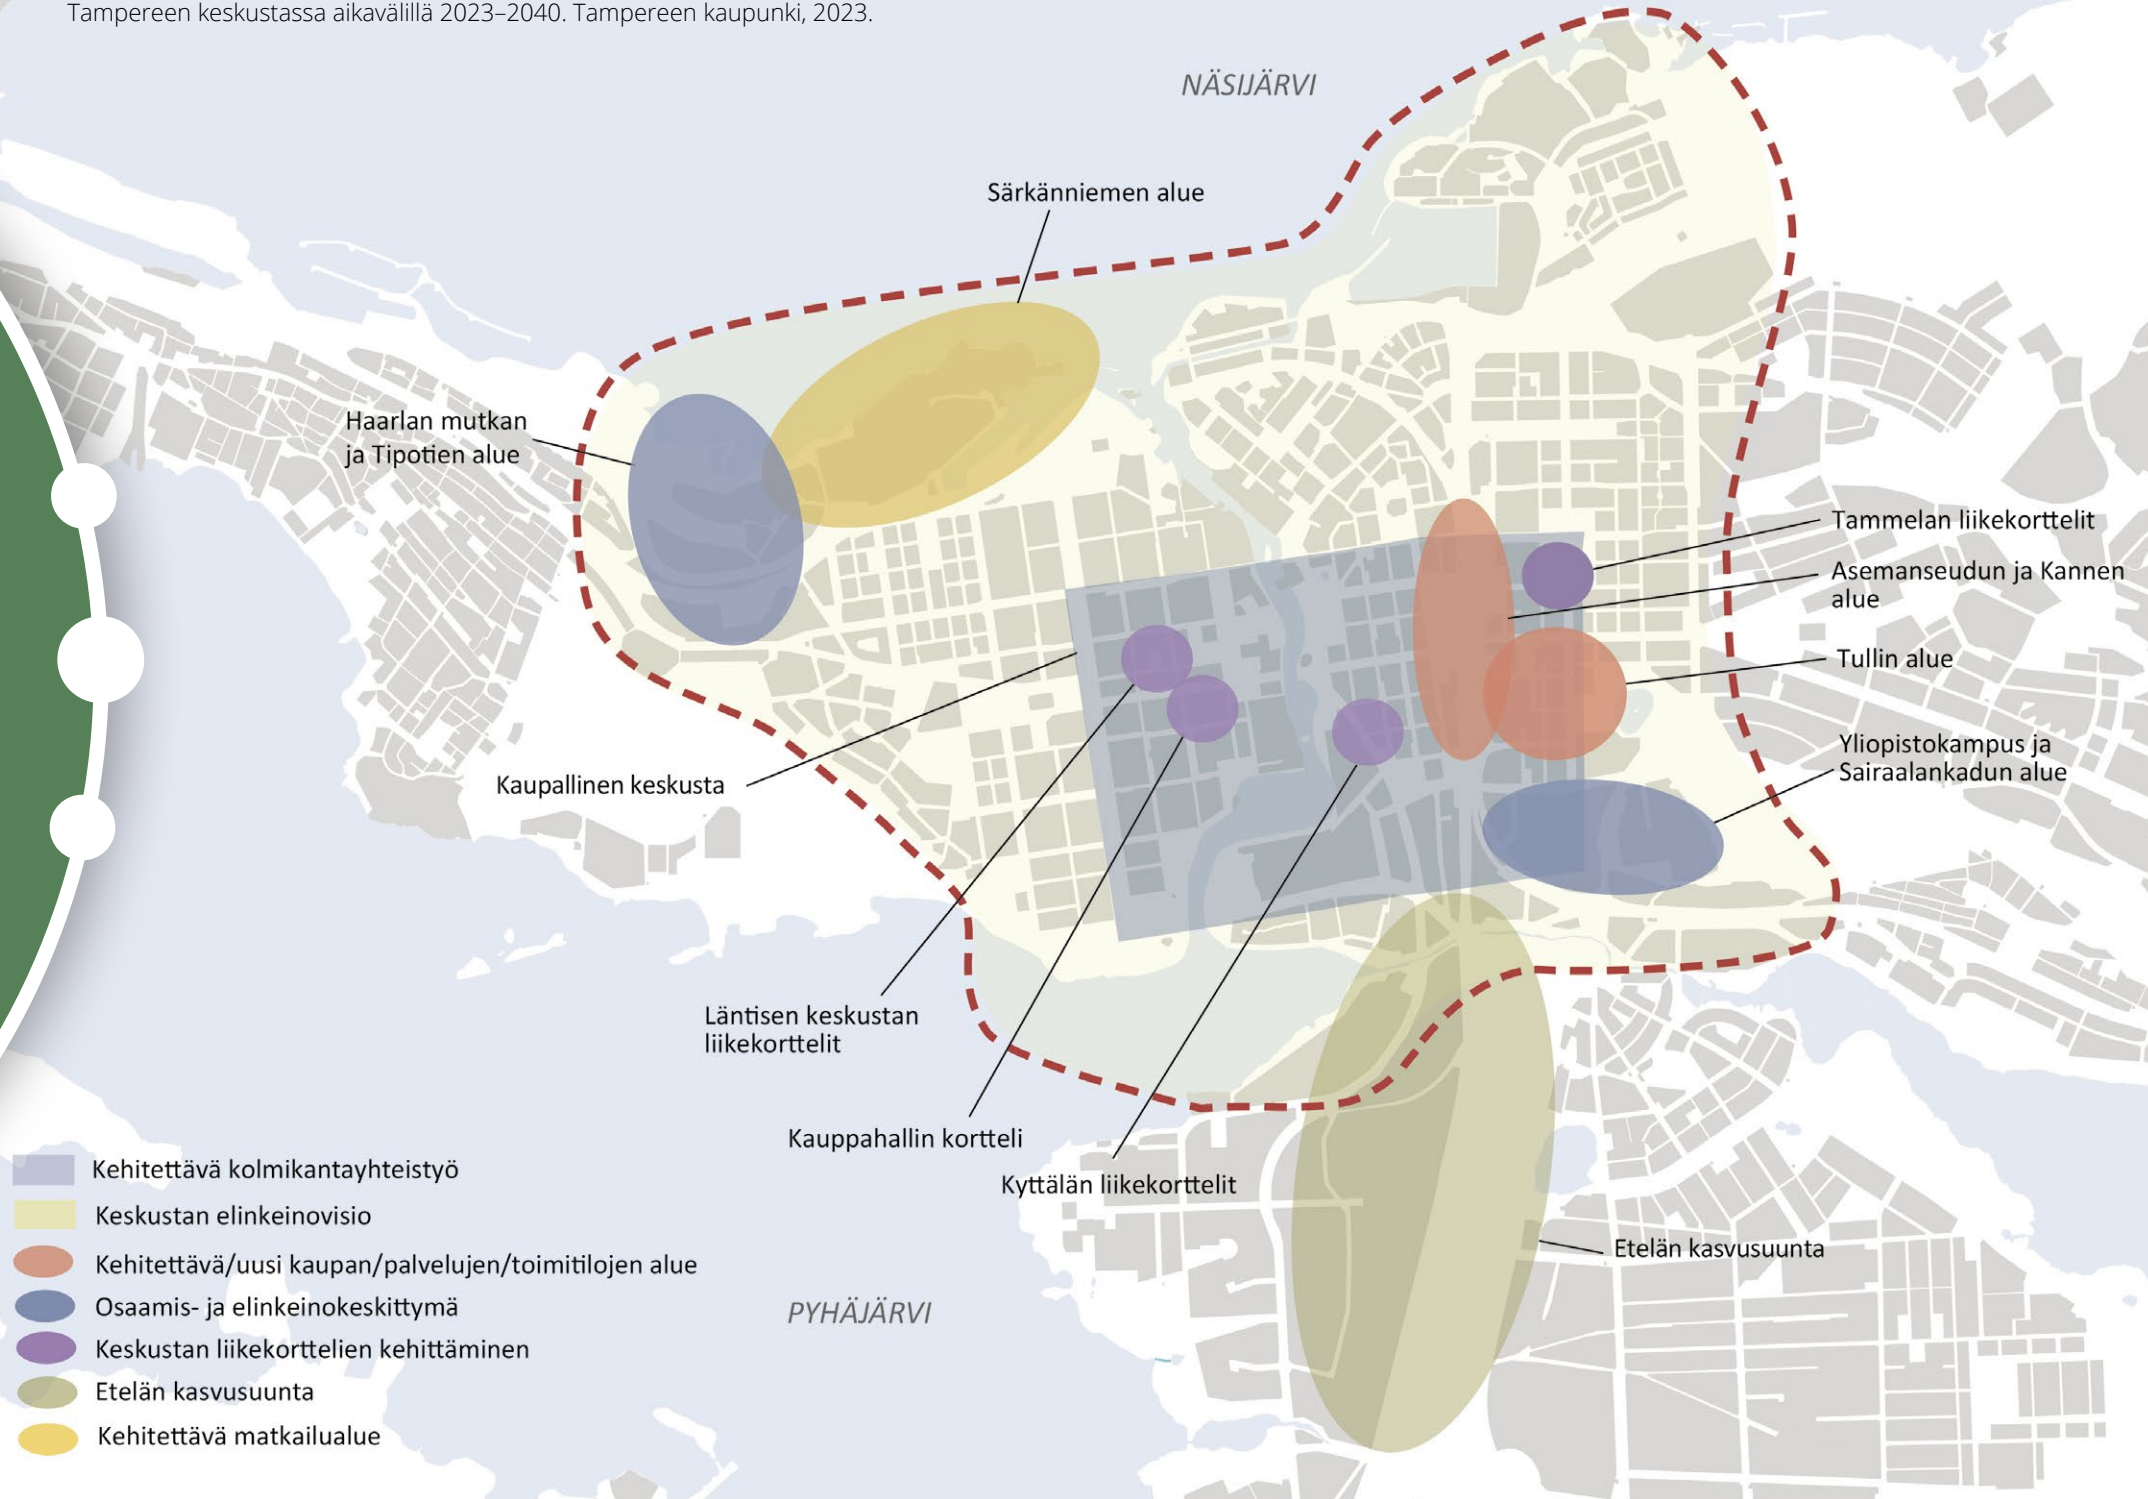 Tampereen keskustassa aikavälillä 2023–2040. Tampereen kaupunki, 2023.
NÄSIJÄRVI
Särkänniemen alue
Haarlan mutkan
ja Tipotien alue
Tammelan liikekorttelit
Asemanseudun ja Kannen
alue
Tullin alue
Yliopistokampus ja
Sairaalankadun alue
Kaupallinen keskusta
Läntisen keskustan
liikekorttelit
Kauppahallin kortteli
Kyttälän liikekorttelit
Etelän kasvusuunta
PYHÄJÄRVI
Kehitettävä kolmikantayhteistyö
Keskustan elinkeinovisio
Kehitettävä/uusi kaupan/palvelujen/toimitilojen alue
Osaamis- ja elinkeinokeskittymä
Keskustan liikekorttelien kehittäminen
Etelän kasvusuunta
Kehitettävä matkailualue